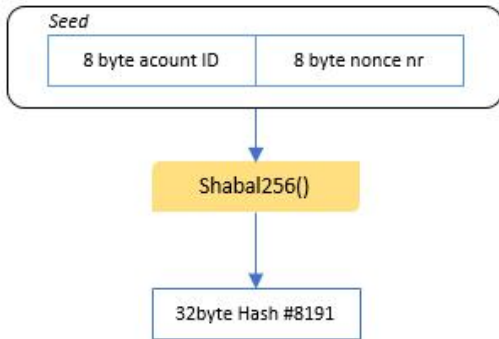 Seed
8 byte acount ID
8 byte nonce nr
Shabal256()
32byte Hash #8191